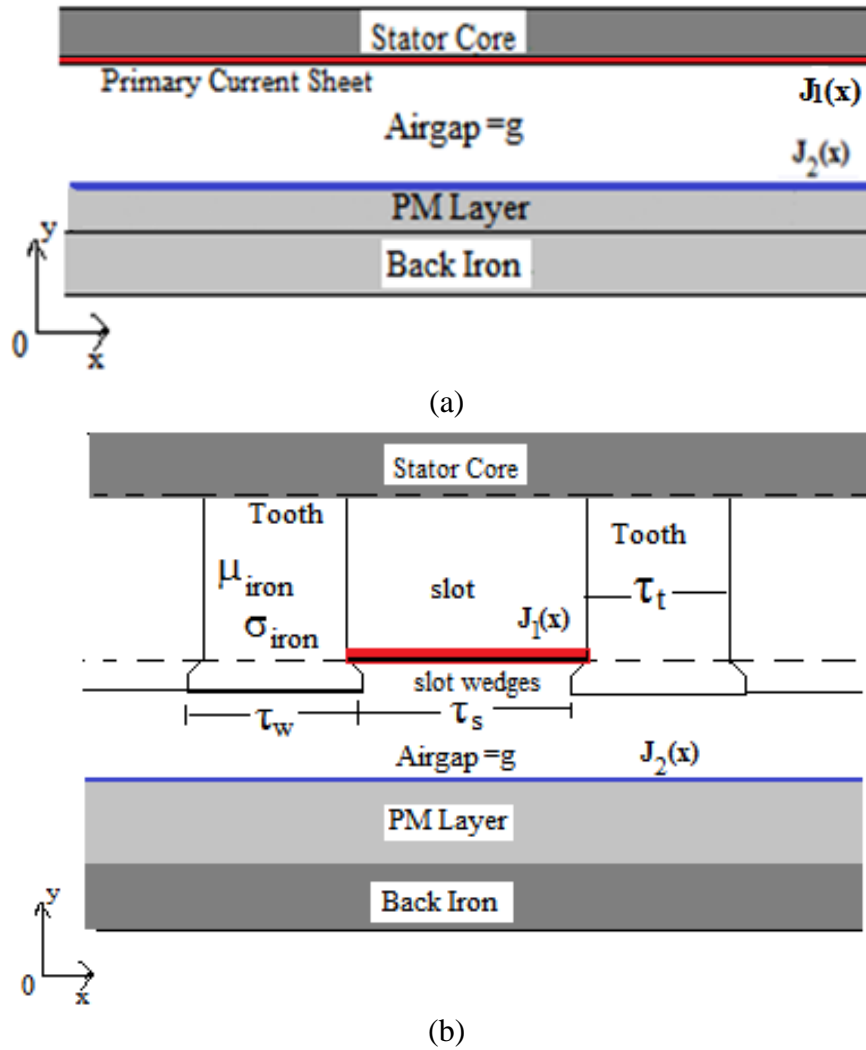 Stator Core
Primary Current Sheet
J1(x)
Airgap =g
J2(x)
PM Layer
y
Back Iron
0
x
(a)
Stator Core
Tooth
Tooth
μiron
slot
τt
σiron
J1(x)
slot wedges
τw
τs
Airgap =g
J2(x)
PM Layer
y
Back Iron
0
x
(b)